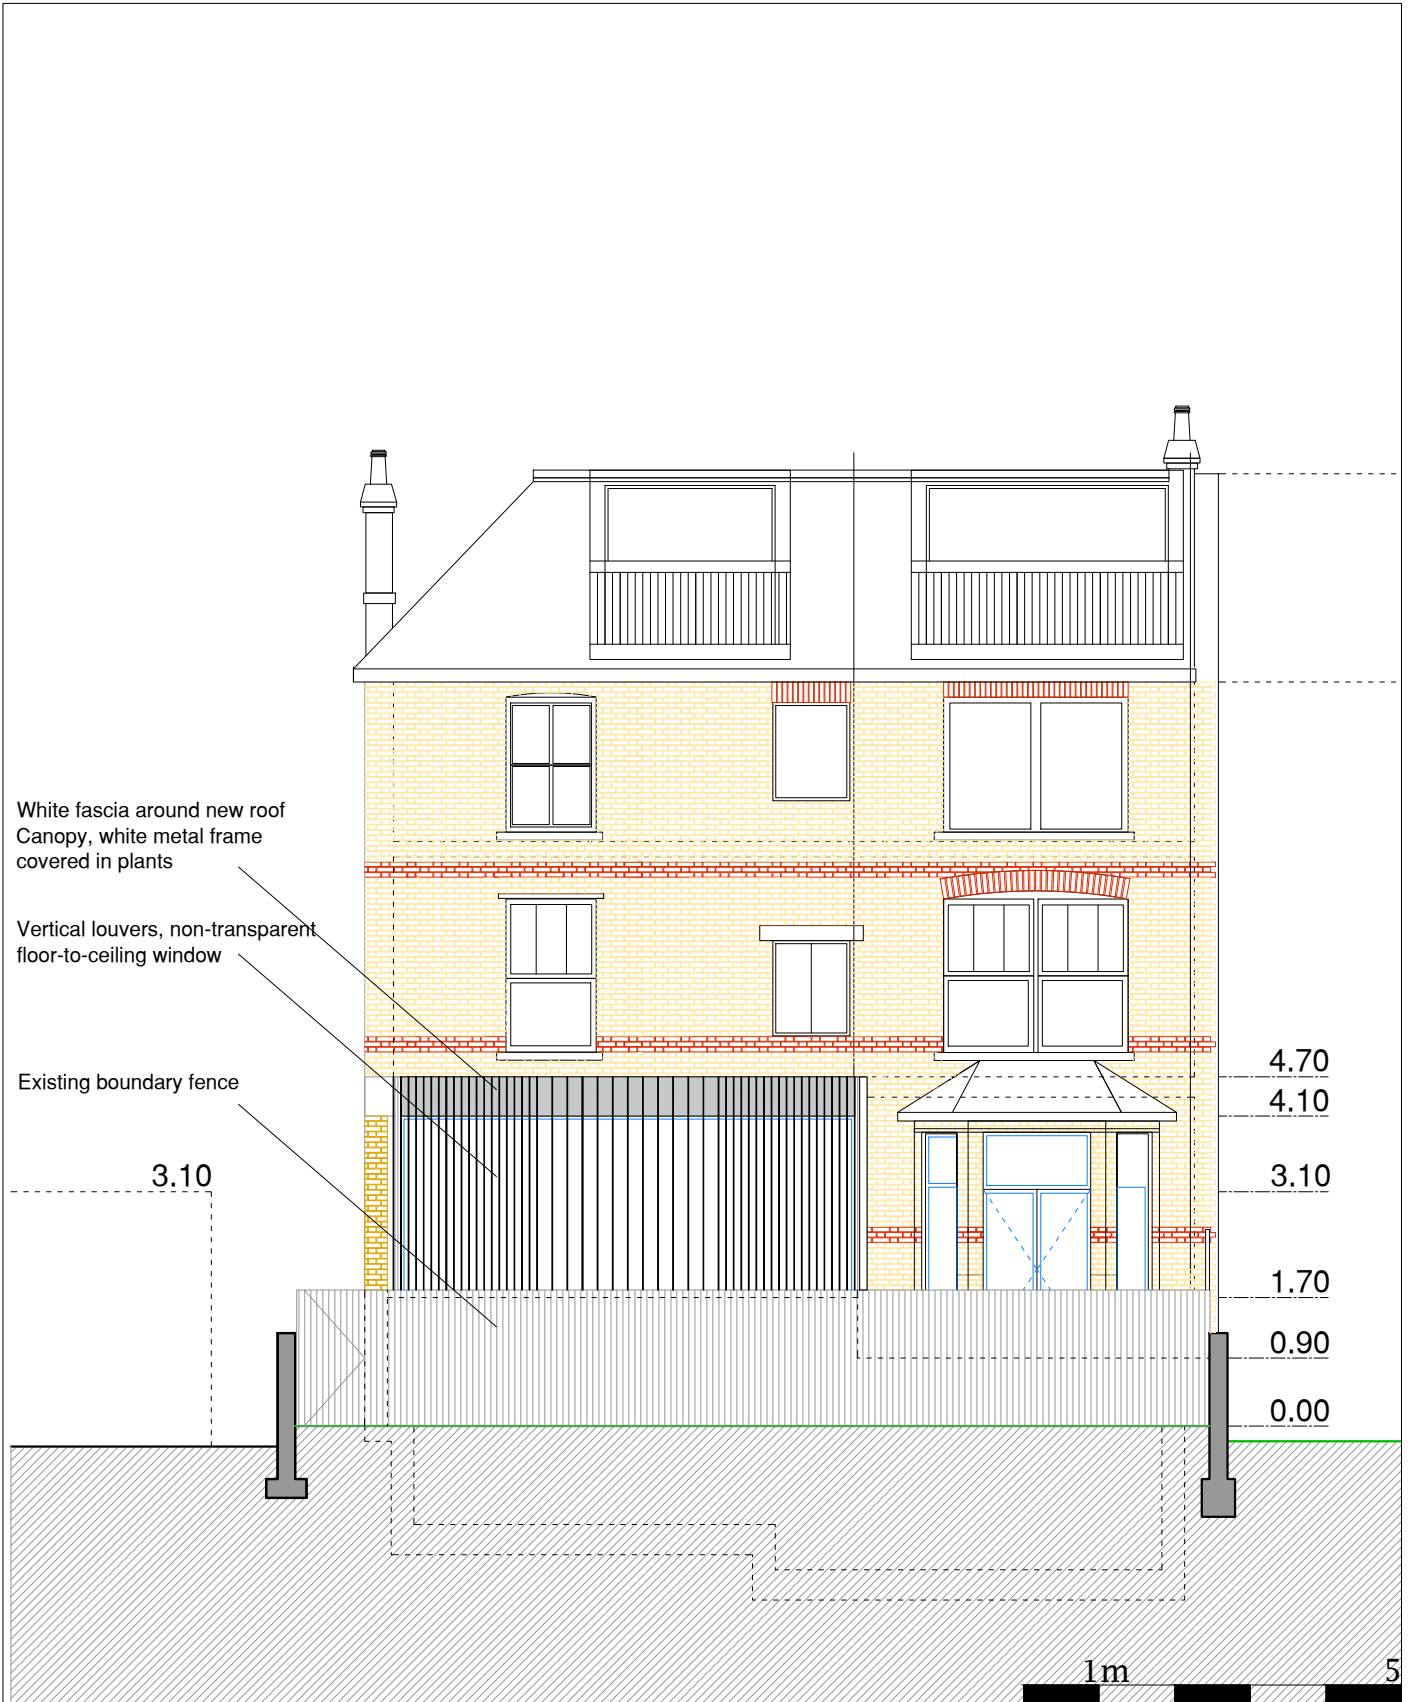 White fascia around new roof
Canopy, white metal frame
covered in plants
Vertical louvers, non-transparent
floor-to-ceiling window
Existing boundary fence
3.10
4.70
4.10
3.10
1.70
0.90
0.00
1m 5